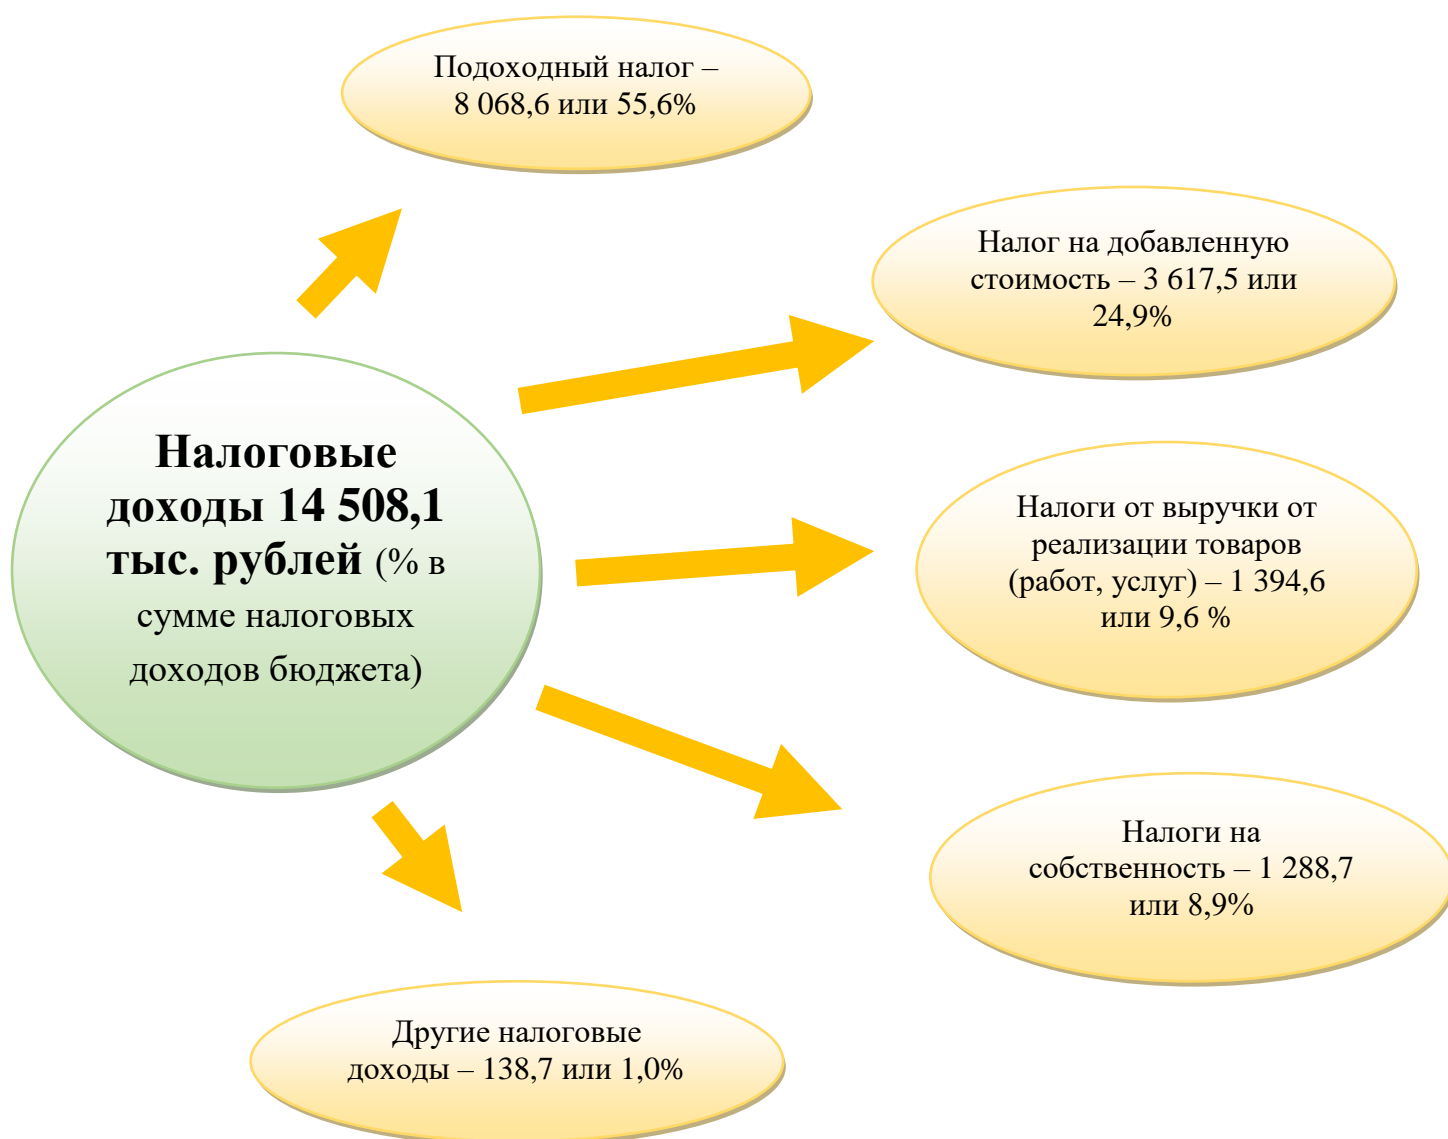 Подоходный налог –
8 068,6 или 55,6%
Налог на добавленную
стоимость – 3 617,5 или
24,9%
Налоговые
доходы 14 508,1
тыс. рублей (% в
сумме налоговых
доходов бюджета)
Налоги от выручки от
реализации товаров
(работ, услуг) – 1 394,6
или 9,6 %
Налоги на
собственность – 1 288,7
или 8,9%
Другие налоговые
доходы – 138,7 или 1,0%